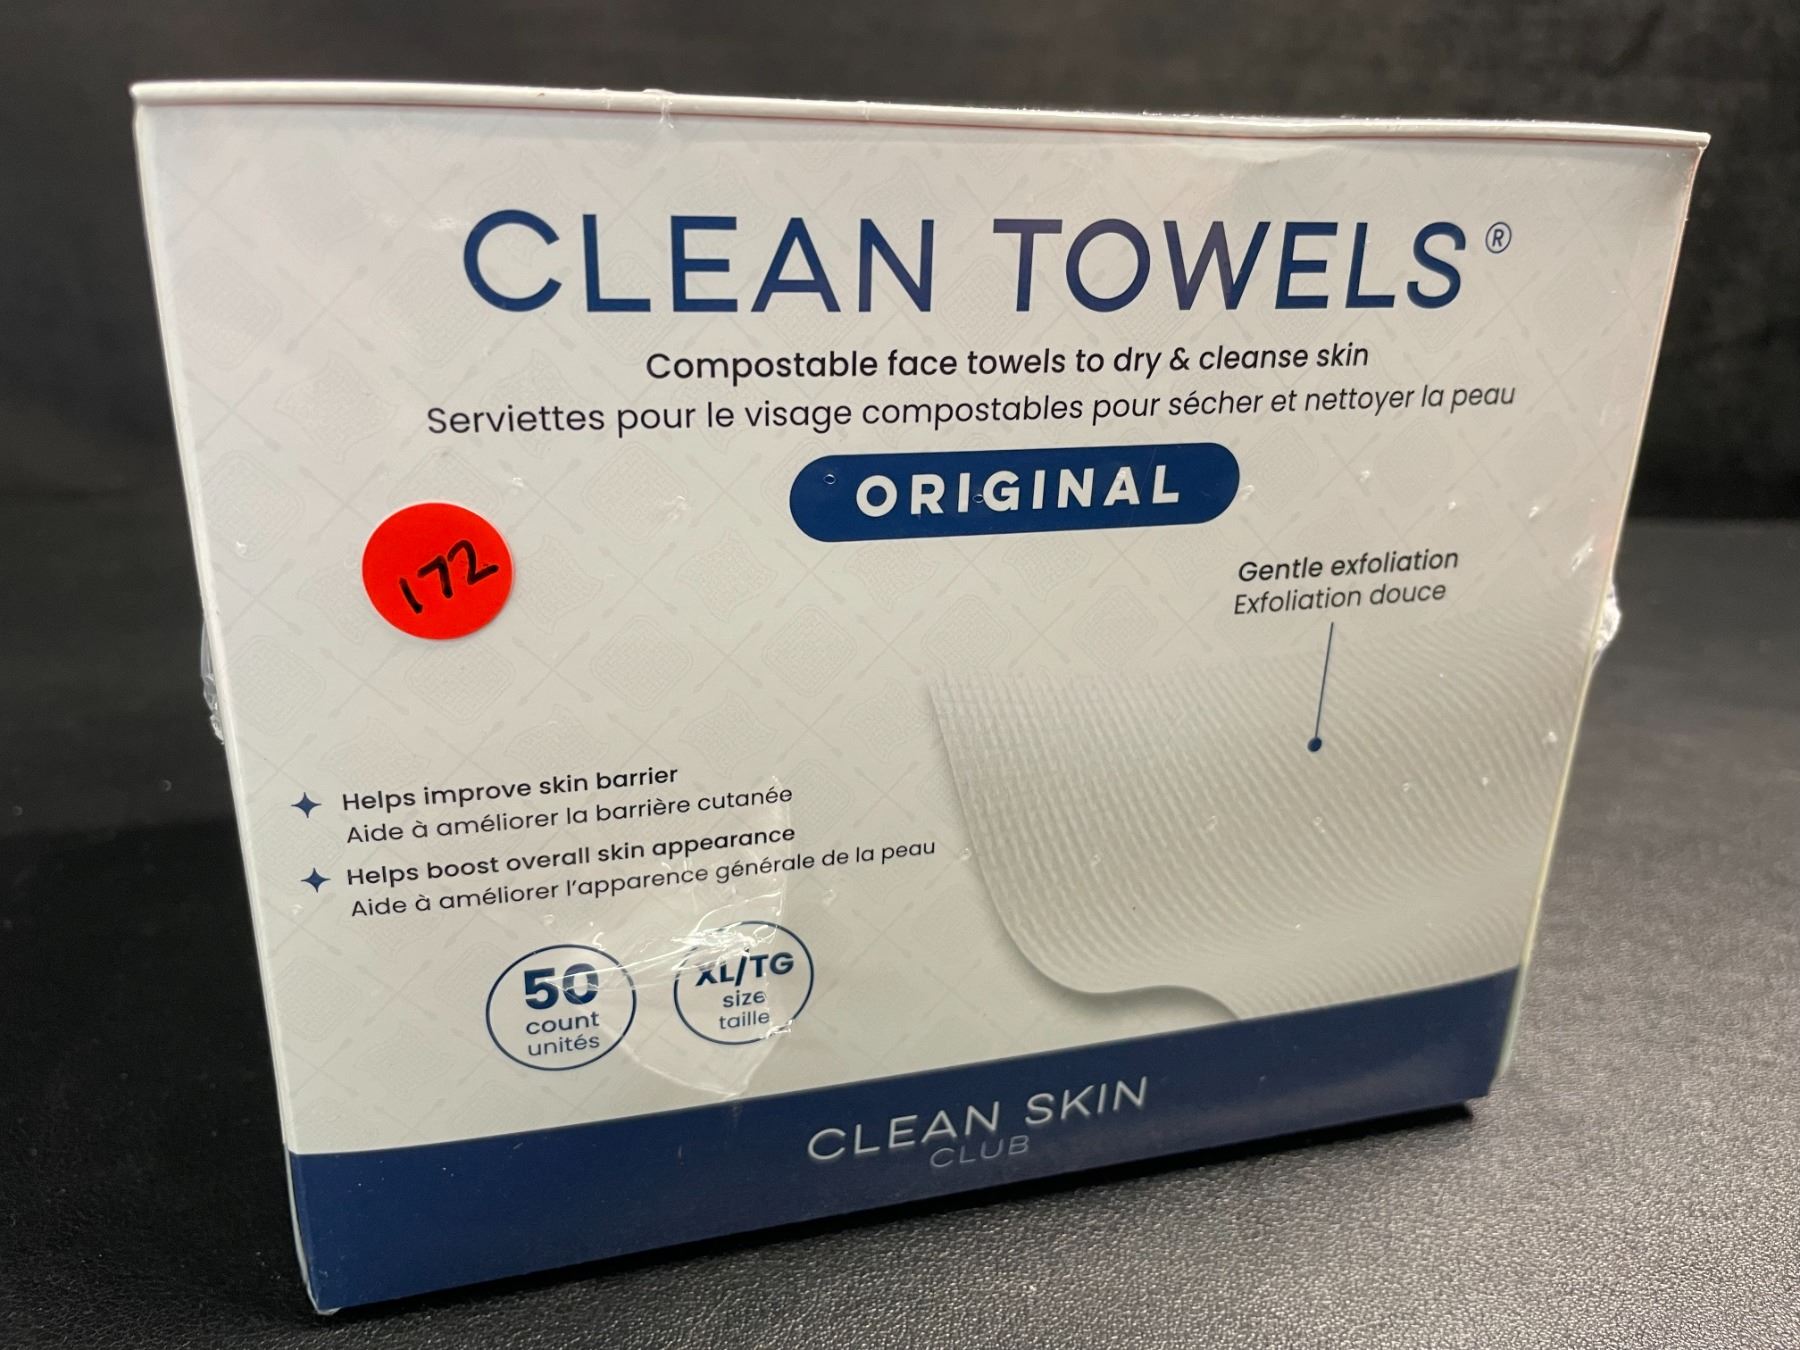 CLEAN TOWELS®
Compostable face towels to dry & cleanse skin
Serviettes pour le visage compostables pour sécher et nettoyer la peau
ORIGINAL
172
Gentle exfoliation
Exfoliation douce
Helps improve skin barrier
Aide à améliorer la barrière cutanée
Helps boost overall skin appearance
Aide à améliorer l'apparence générale de la peau
50
count
unités
XL/TG
size
taille
CLEAN SKIN
CLUB